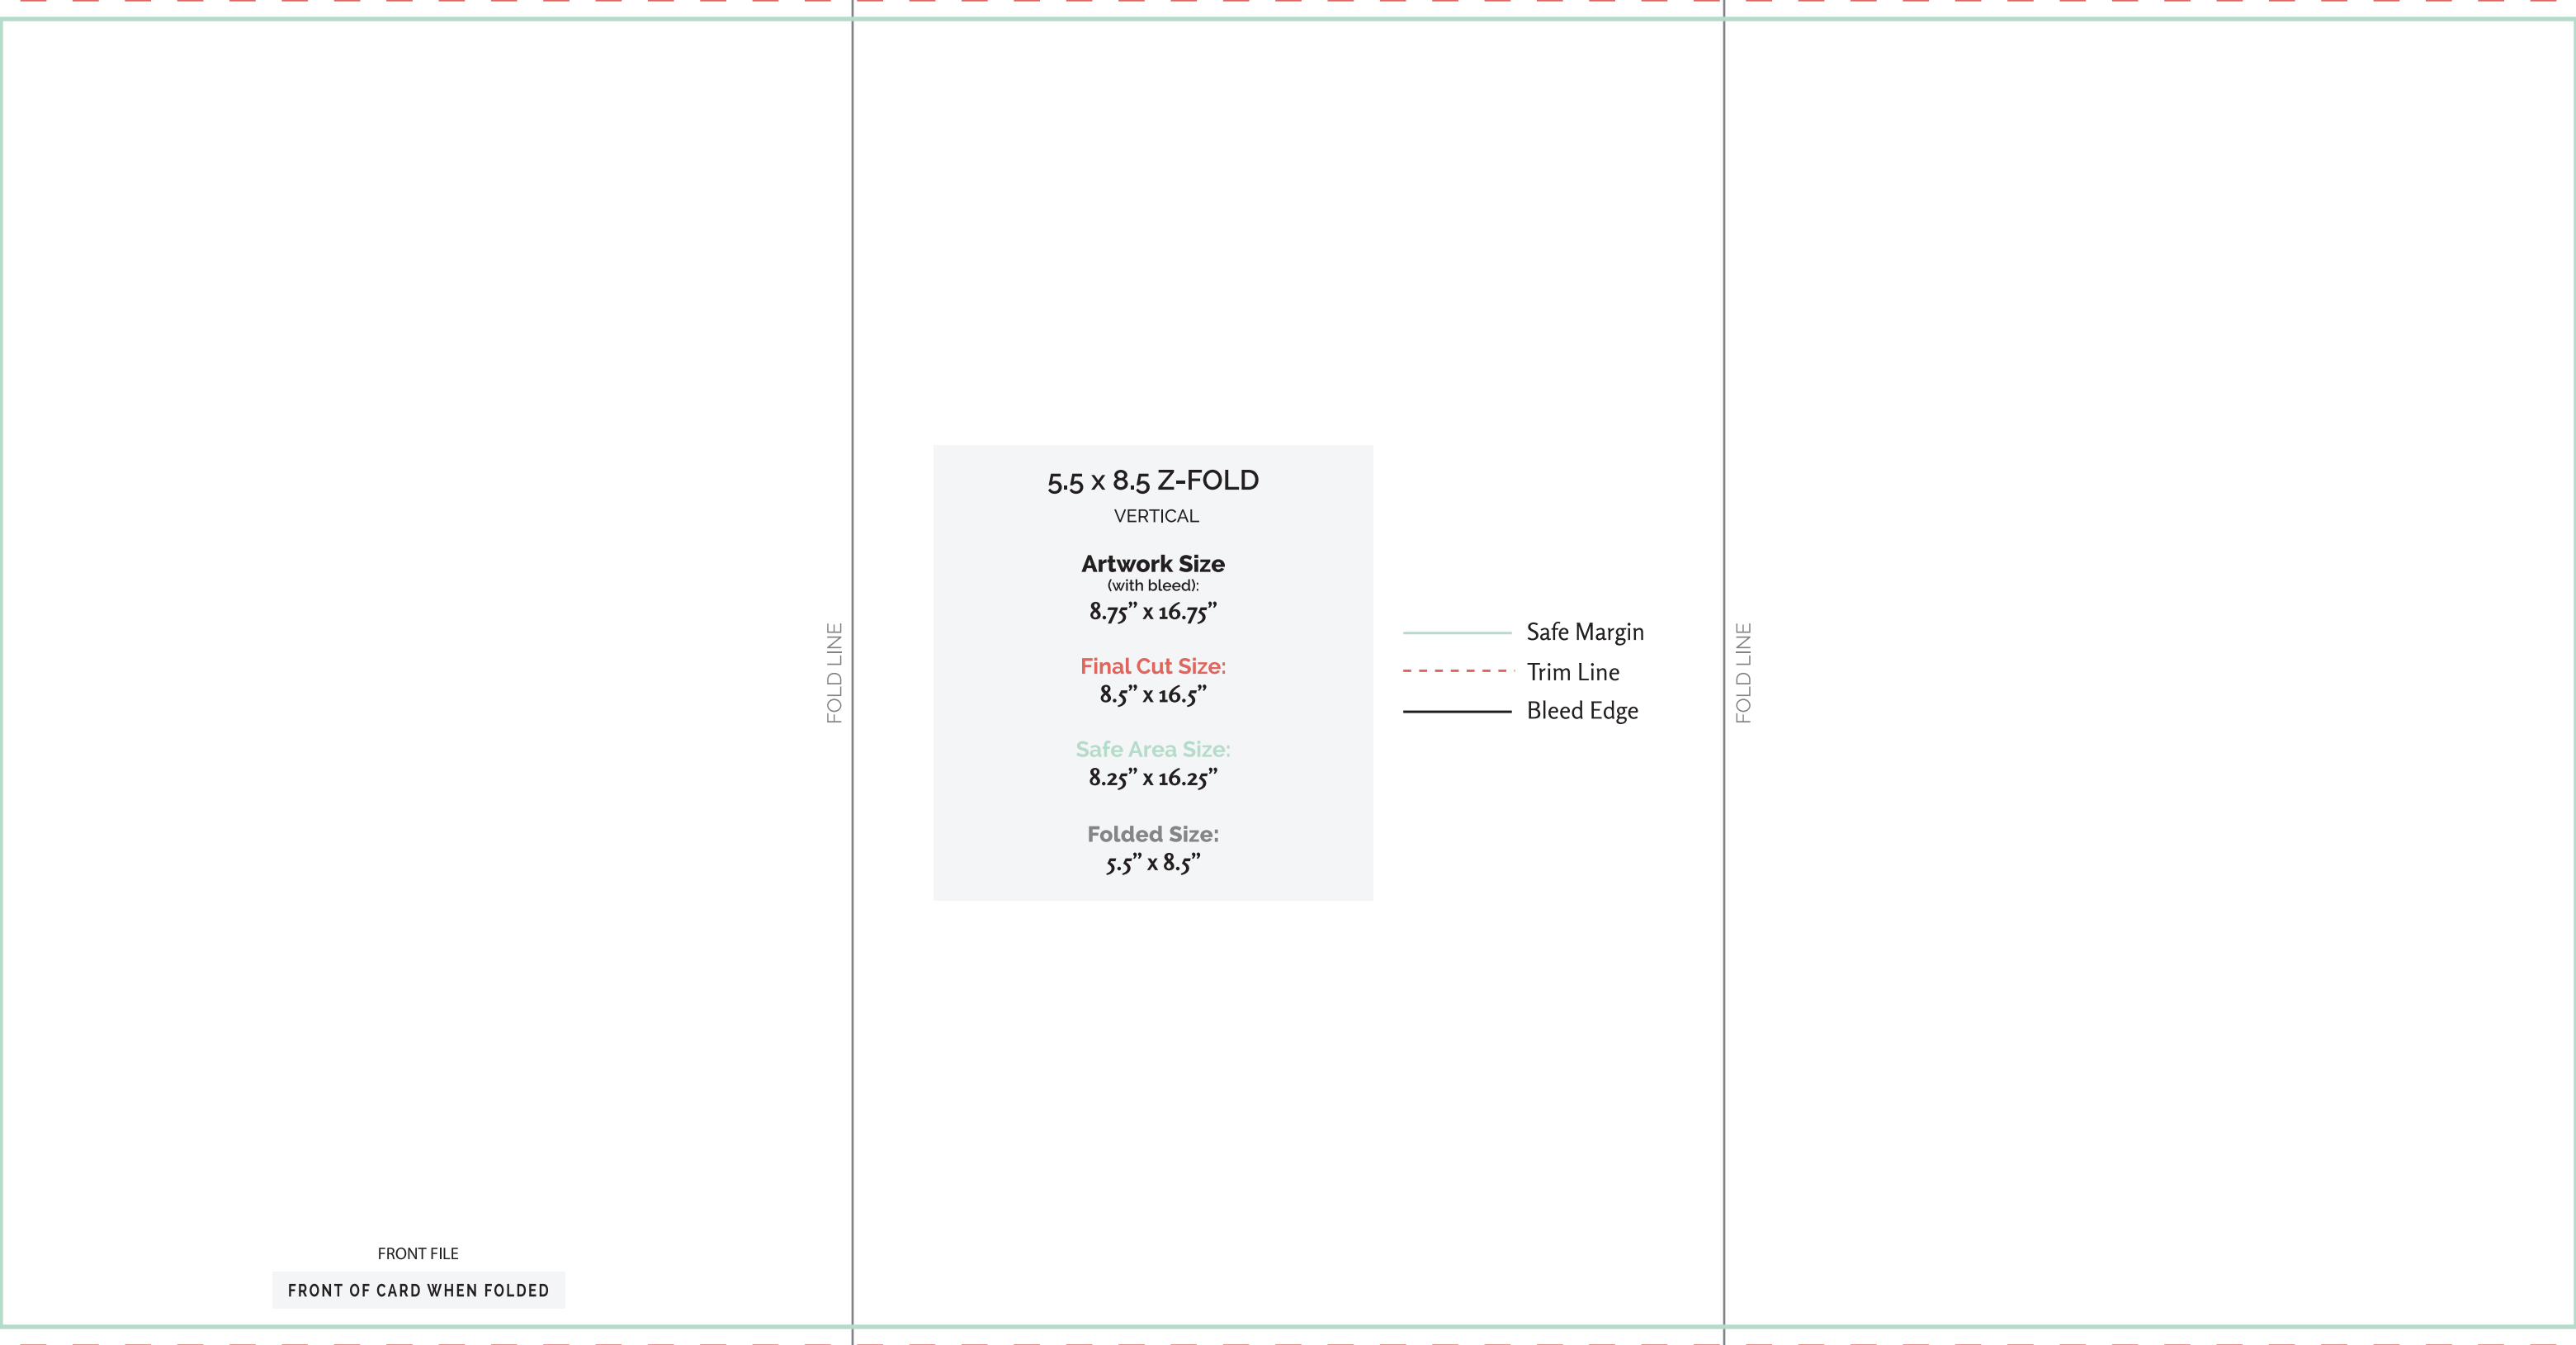 5.5 x 8.5 Z-FOLD
VERTICAL
Artwork Size
(with bleed):
8.75” x 16.75”
Final Cut Size:
8.5” x 16.5”
Safe Area Size:
8.25” x 16.25”
Folded Size:
5.5” x 8.5”
Safe Margin
Trim Line
Bleed Edge
FOLD LINE
FOLD LINE
FRONT FILE
FRONT OF CARD WHEN FOLDED